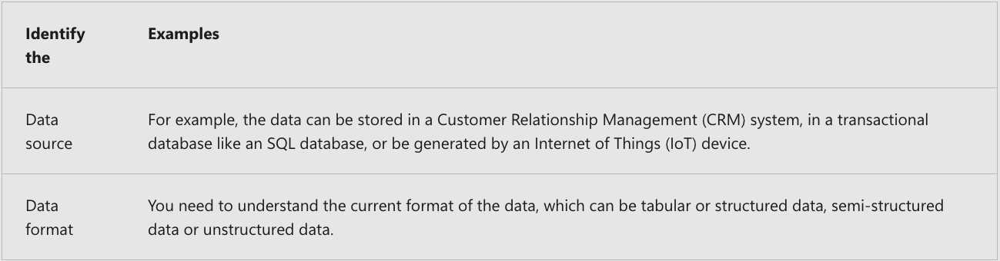 Identify the
Examples
Data source
For example, the data can be stored in a Customer Relationship Management (CRM) system, in a transactional
database like an SQL database, or be generated by an Internet of Things (IoT) device.
Data format
You need to understand the current format of the data, which can be tabular or structured data, semi-structured
data or unstructured data.